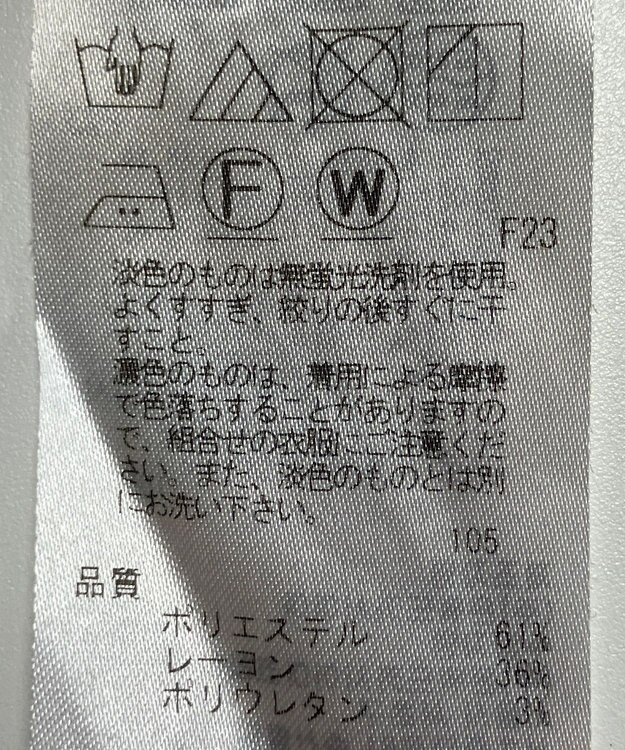 F
W
F23
淡色のものは無蛍光洗剤を使用。
よくすすぎ、絞りの後すぐに干
すこと。
濃色のものは、着用による摩擦
で色落ちすることがありますの
で、組合せの衣服にご注意くだ
さい。また、淡色のものとは別
にお洗い下さい。
105
品質
ポリエステル 61%
レーヨン 36%
ポリウレタン 3%